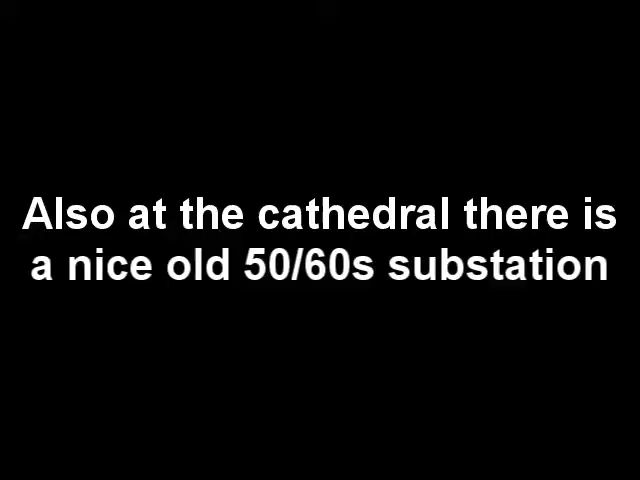 Also at the cathedral there is
a nice old 50/60s substation